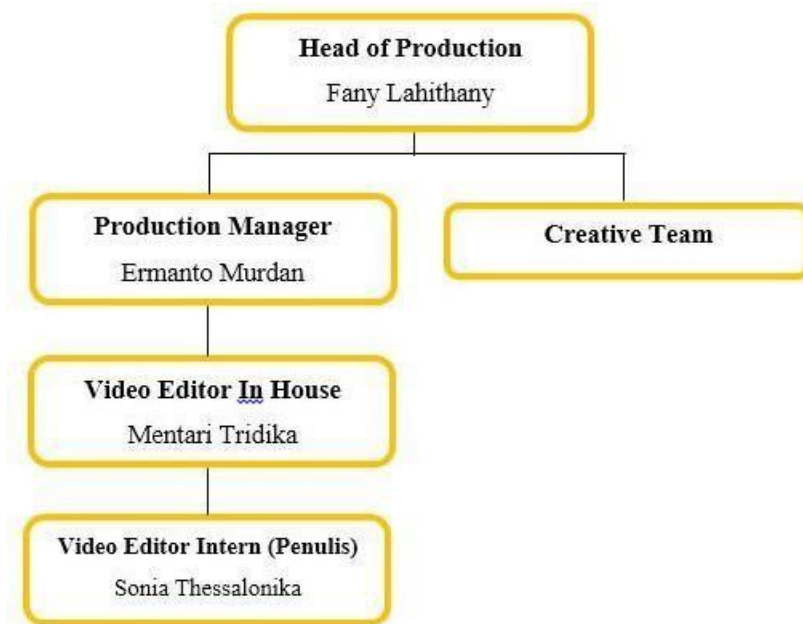 Head of Production
Fany Lahithany
Production Manager
Ermanto Murdan
Creative Team
Video Editor In House
Mentari Tridika
Video Editor Intern (Penulis)
Sonia Thessalonika